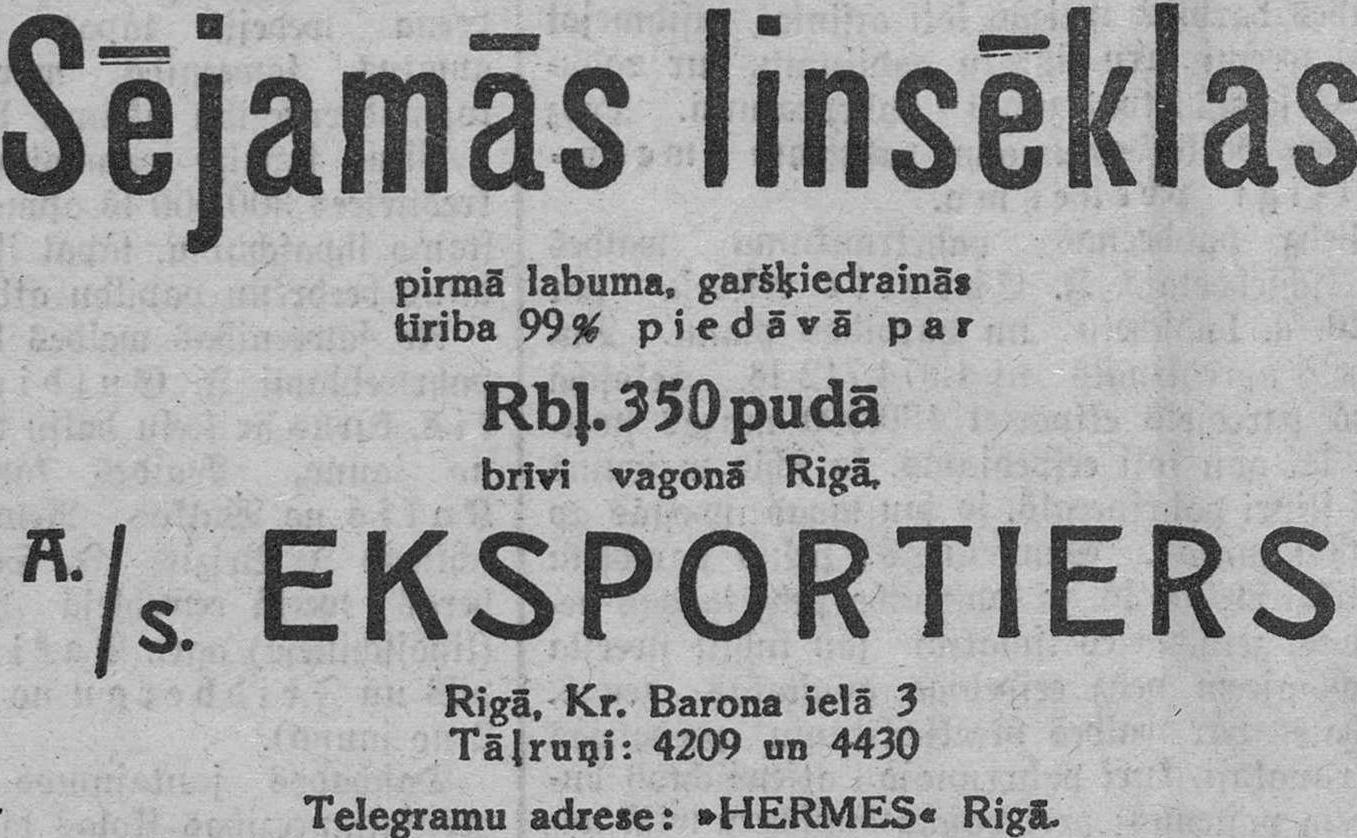 Sējamās linsēklas
pirmā labuma, garšķiedrainās
tīriba 99% piedāvā par
Rbļ. 350 pudā
brīvi vagonā Rigā.
A./s. EKSPORTIERS
Rigā, Kr. Barona ielā 3
Tāļruņi: 4209 un 4430
Telegramu adrese: »HERMES« Rigā.